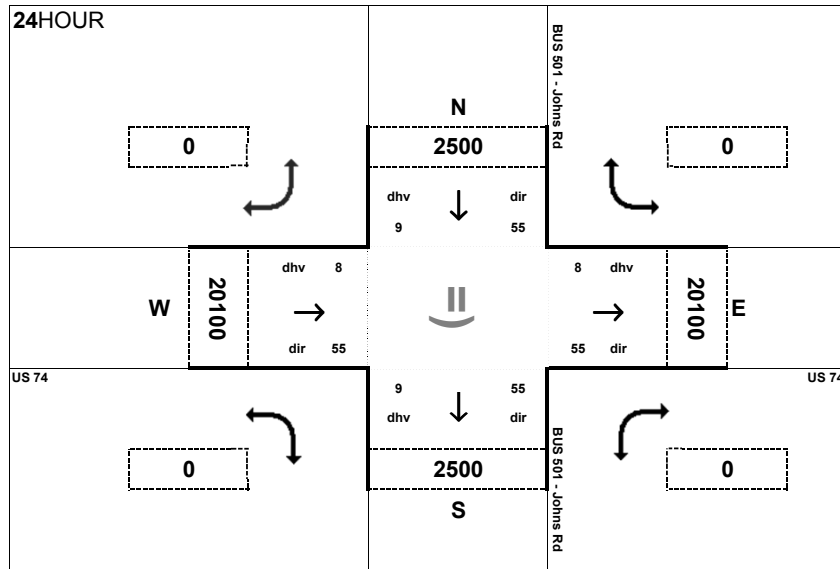 24HOUR
BUS 501 - Johns Rd
N
0
2500
0
dhv
dir
9
55
dhv 8
8 dhv
W
20100
20100
E
dir 55
55 dir
US 74
US 74
9
55
dhv
dir
BUS 501 - Johns Rd
0
2500
0
S